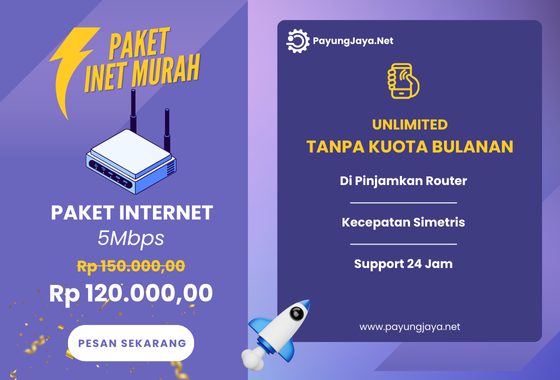 PAKET
INET MURAH
PAKET INTERNET
5Mbps
Rp 150.000,00
Rp 120.000,00
PESAN SEKARANG
PayungJaya.Net
UNLIMITED
TANPA KUOTA BULANAN
Di Pinjamkan Router
Kecepatan Simetris
Support 24 Jam
www.payungjaya.net